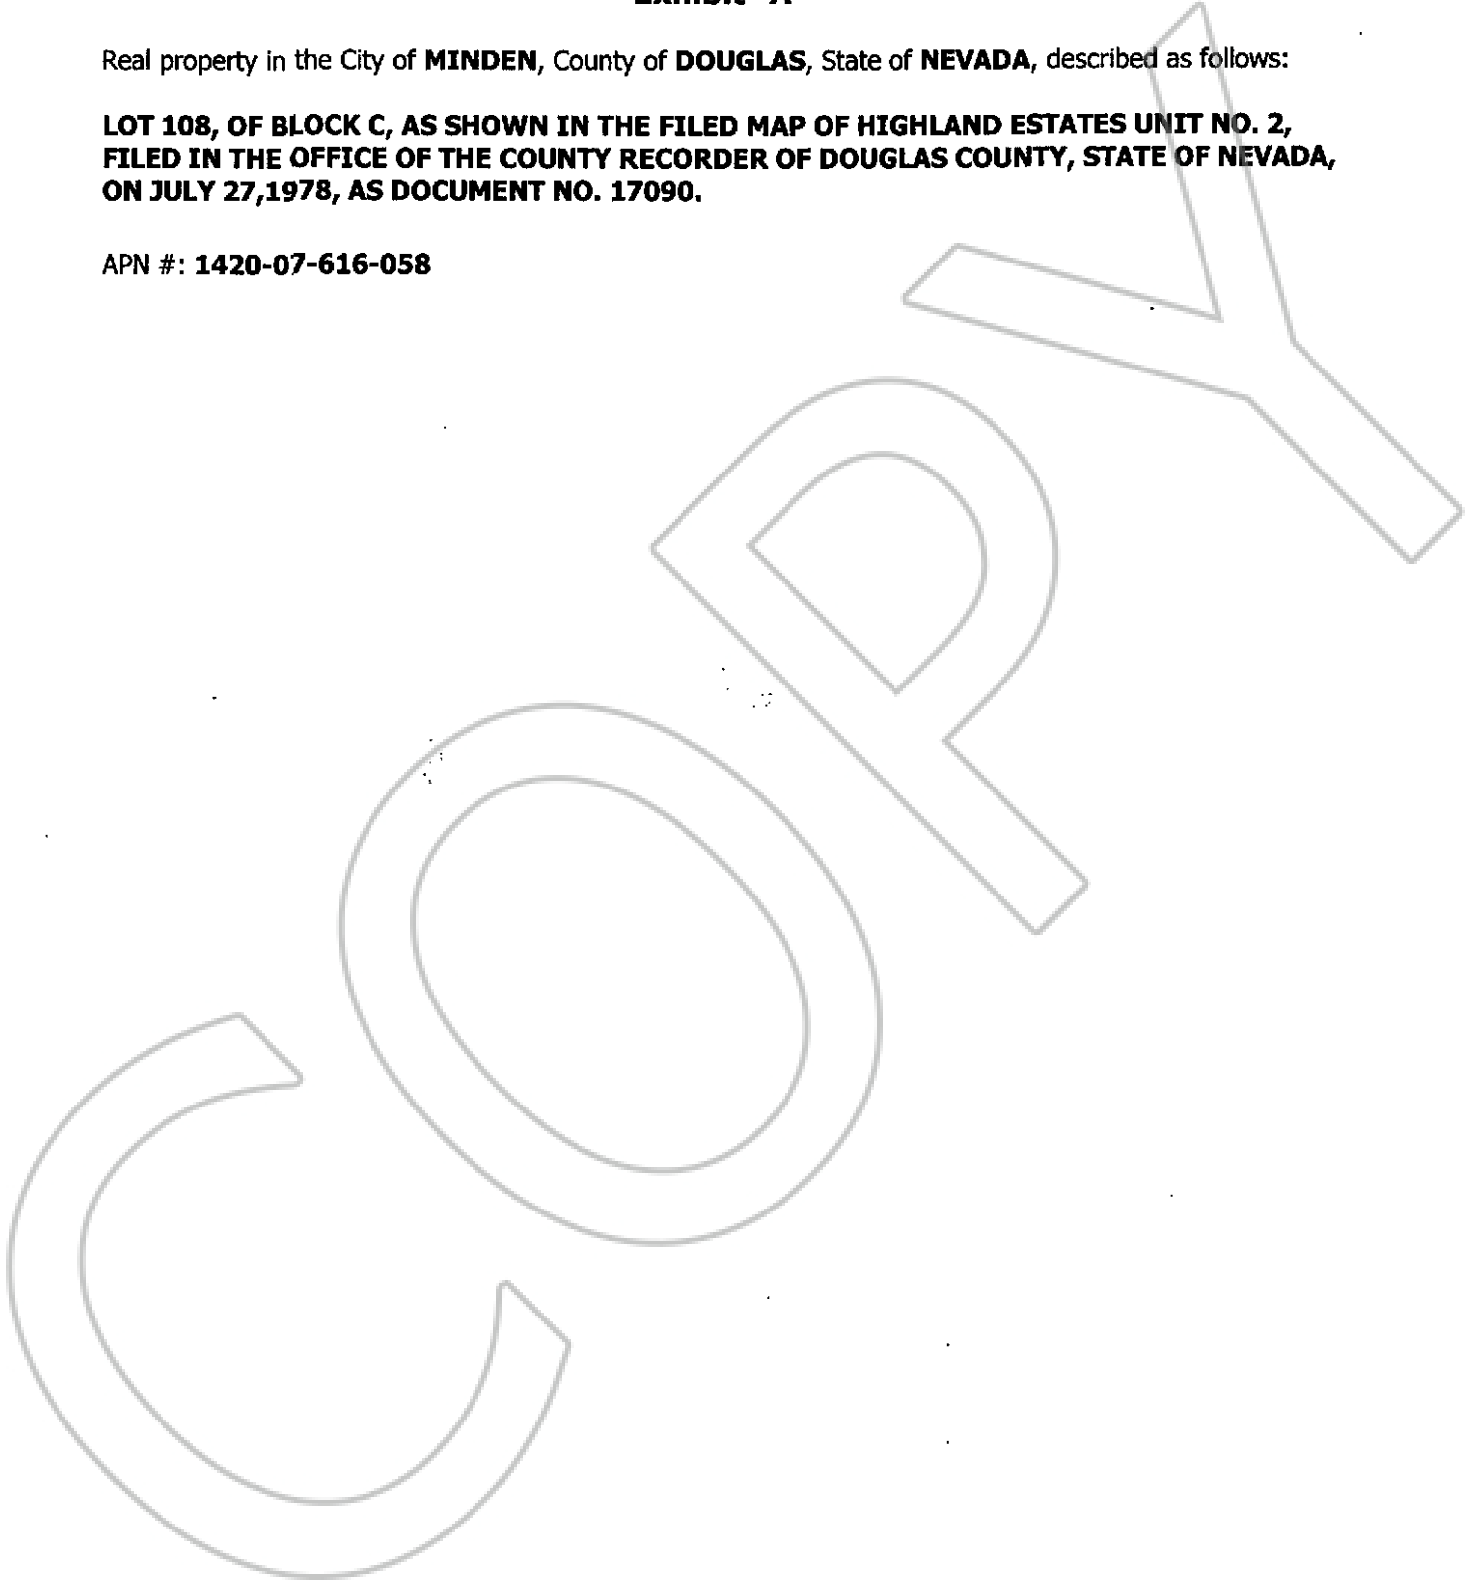 Exhibit "A"
Real property in the City of MINDEN, County of DOUGLAS, State of NEVADA, described as follows:
LOT 108, OF BLOCK C, AS SHOWN IN THE FILED MAP OF HIGHLAND ESTATES UNIT NO. 2,
FILED IN THE OFFICE OF THE COUNTY RECORDER OF DOUGLAS COUNTY, STATE OF NEVADA,
ON JULY 27,1978, AS DOCUMENT NO. 17090.
APN #: 1420-07-616-058
COPY